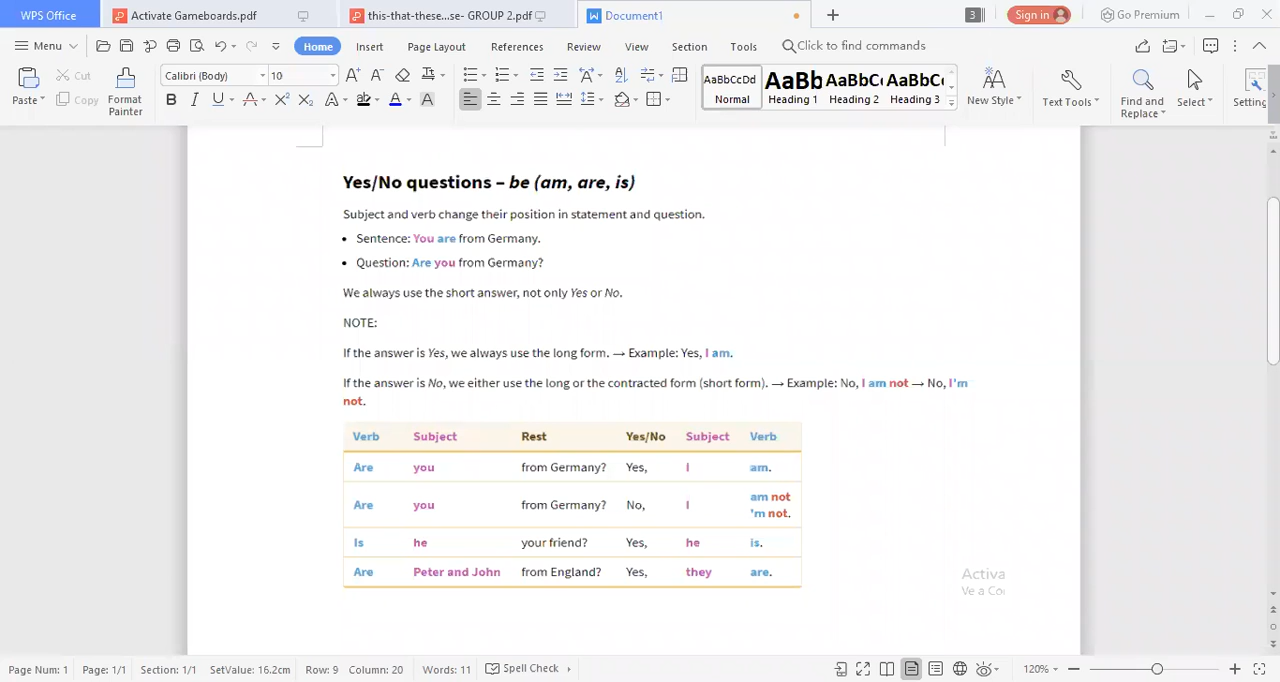 WPS Office Activate Gameboards.pdf this-that-these...se- GROUP 2.pdf Document1 3 Sign in Go Premium
Menu Home Insert Page Layout References Review View Section Tools Click to find commands
Paste Cut Copy Format Painter Calibri (Body) 10 AaBbCcDd Normal AaBb Heading 1 AaBbC Heading 2 AaBbC Heading 3 New Style Text Tools Find and Replace Select Setting
Yes/No questions – be (am, are, is)
Subject and verb change their position in statement and question.
• Sentence: You are from Germany.
• Question: Are you from Germany?
We always use the short answer, not only Yes or No.
NOTE:
If the answer is Yes, we always use the long form. → Example: Yes, I am.
If the answer is No, we either use the long or the contracted form (short form). → Example: No, I am not → No, I'm
not.
Verb Subject Rest Yes/No Subject Verb
Are you from Germany? Yes, I am.
Are you from Germany? No, I am not
'm not.
Is he your friend? Yes, he is.
Are Peter and John from England? Yes, they are.
Activa
Ve a Co
Page Num: 1 Page: 1/1 Section: 1/1 SetValue: 16.2cm Row: 9 Column: 20 Words: 11 Spell Check 120%